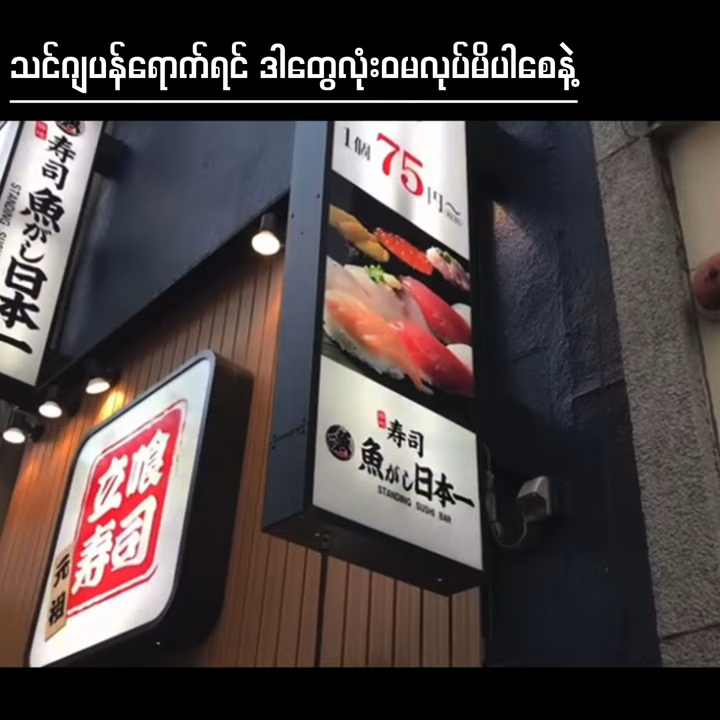 သင်ဂျပန်ရောက်ရင် ဒါတွေလုံးဝမလုပ်မိပါစေနဲ့
寿司
魚がし日本一
STANDING SUSHI
1個75円〜
寿司
魚がし日本一
STANDING SUSHI BAR
立喰
寿司
元祖